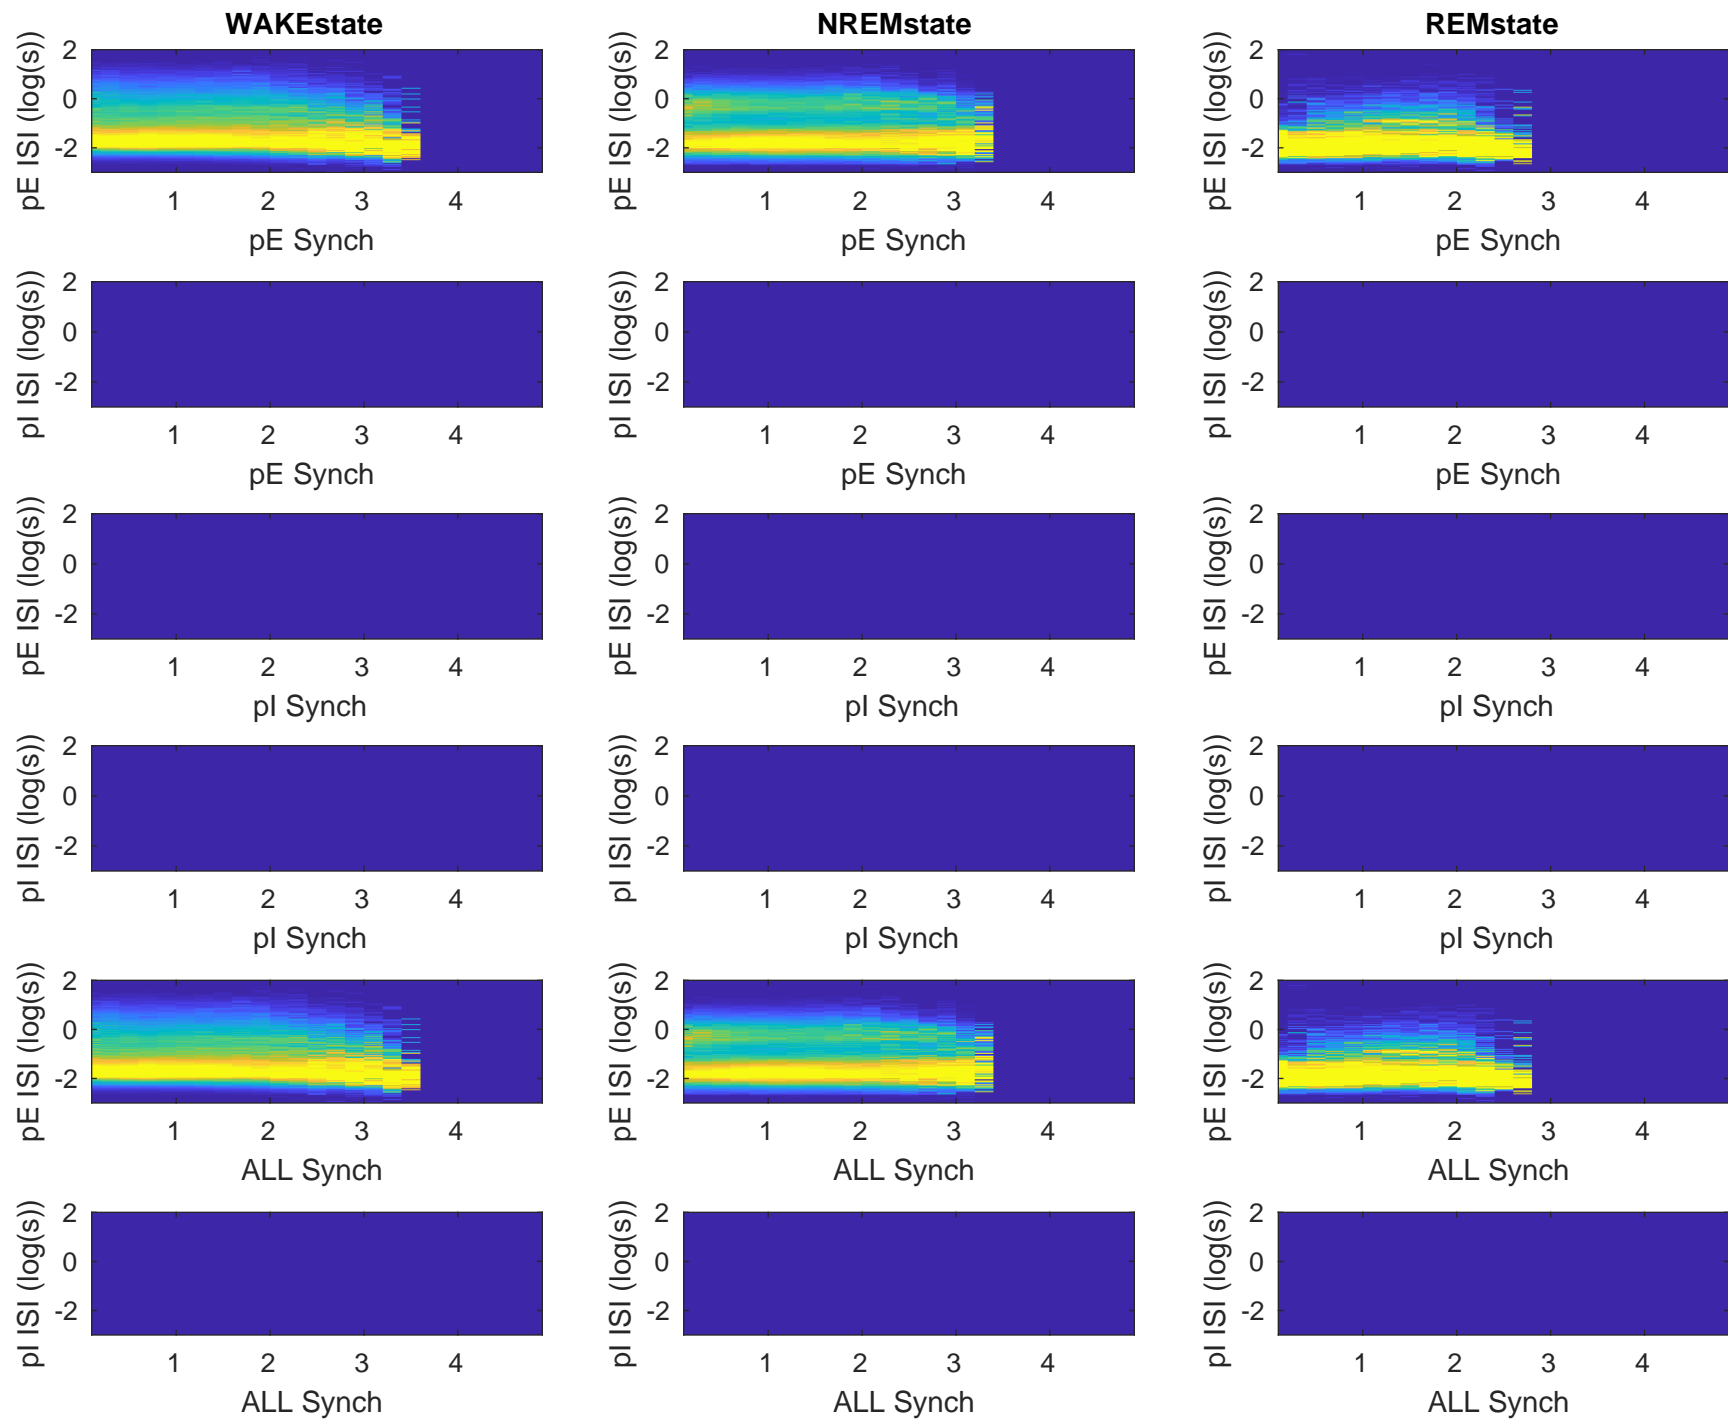 WAKEstate NREMstate REMstate
pE ISI (log(s)) 2 0 -2 pE ISI (log(s)) 2 0 -2 pE ISI (log(s)) 2 0 -2
1 2 3 4 1 2 3 4 1 2 3 4
pE Synch pE Synch pE Synch
pI ISI (log(s)) 2 0 -2 pI ISI (log(s)) 2 0 -2 pI ISI (log(s)) 2 0 -2
1 2 3 4 1 2 3 4 1 2 3 4
pE Synch pE Synch pE Synch
pE ISI (log(s)) 2 0 -2 pE ISI (log(s)) 2 0 -2 pE ISI (log(s)) 2 0 -2
1 2 3 4 1 2 3 4 1 2 3 4
pI Synch pI Synch pI Synch
pI ISI (log(s)) 2 0 -2 pI ISI (log(s)) 2 0 -2 pI ISI (log(s)) 2 0 -2
1 2 3 4 1 2 3 4 1 2 3 4
pI Synch pI Synch pI Synch
pE ISI (log(s)) 2 0 -2 pE ISI (log(s)) 2 0 -2 pE ISI (log(s)) 2 0 -2
1 2 3 4 1 2 3 4 1 2 3 4
ALL Synch ALL Synch ALL Synch
pI ISI (log(s)) 2 0 -2 pI ISI (log(s)) 2 0 -2 pI ISI (log(s)) 2 0 -2
1 2 3 4 1 2 3 4 1 2 3 4
ALL Synch ALL Synch ALL Synch